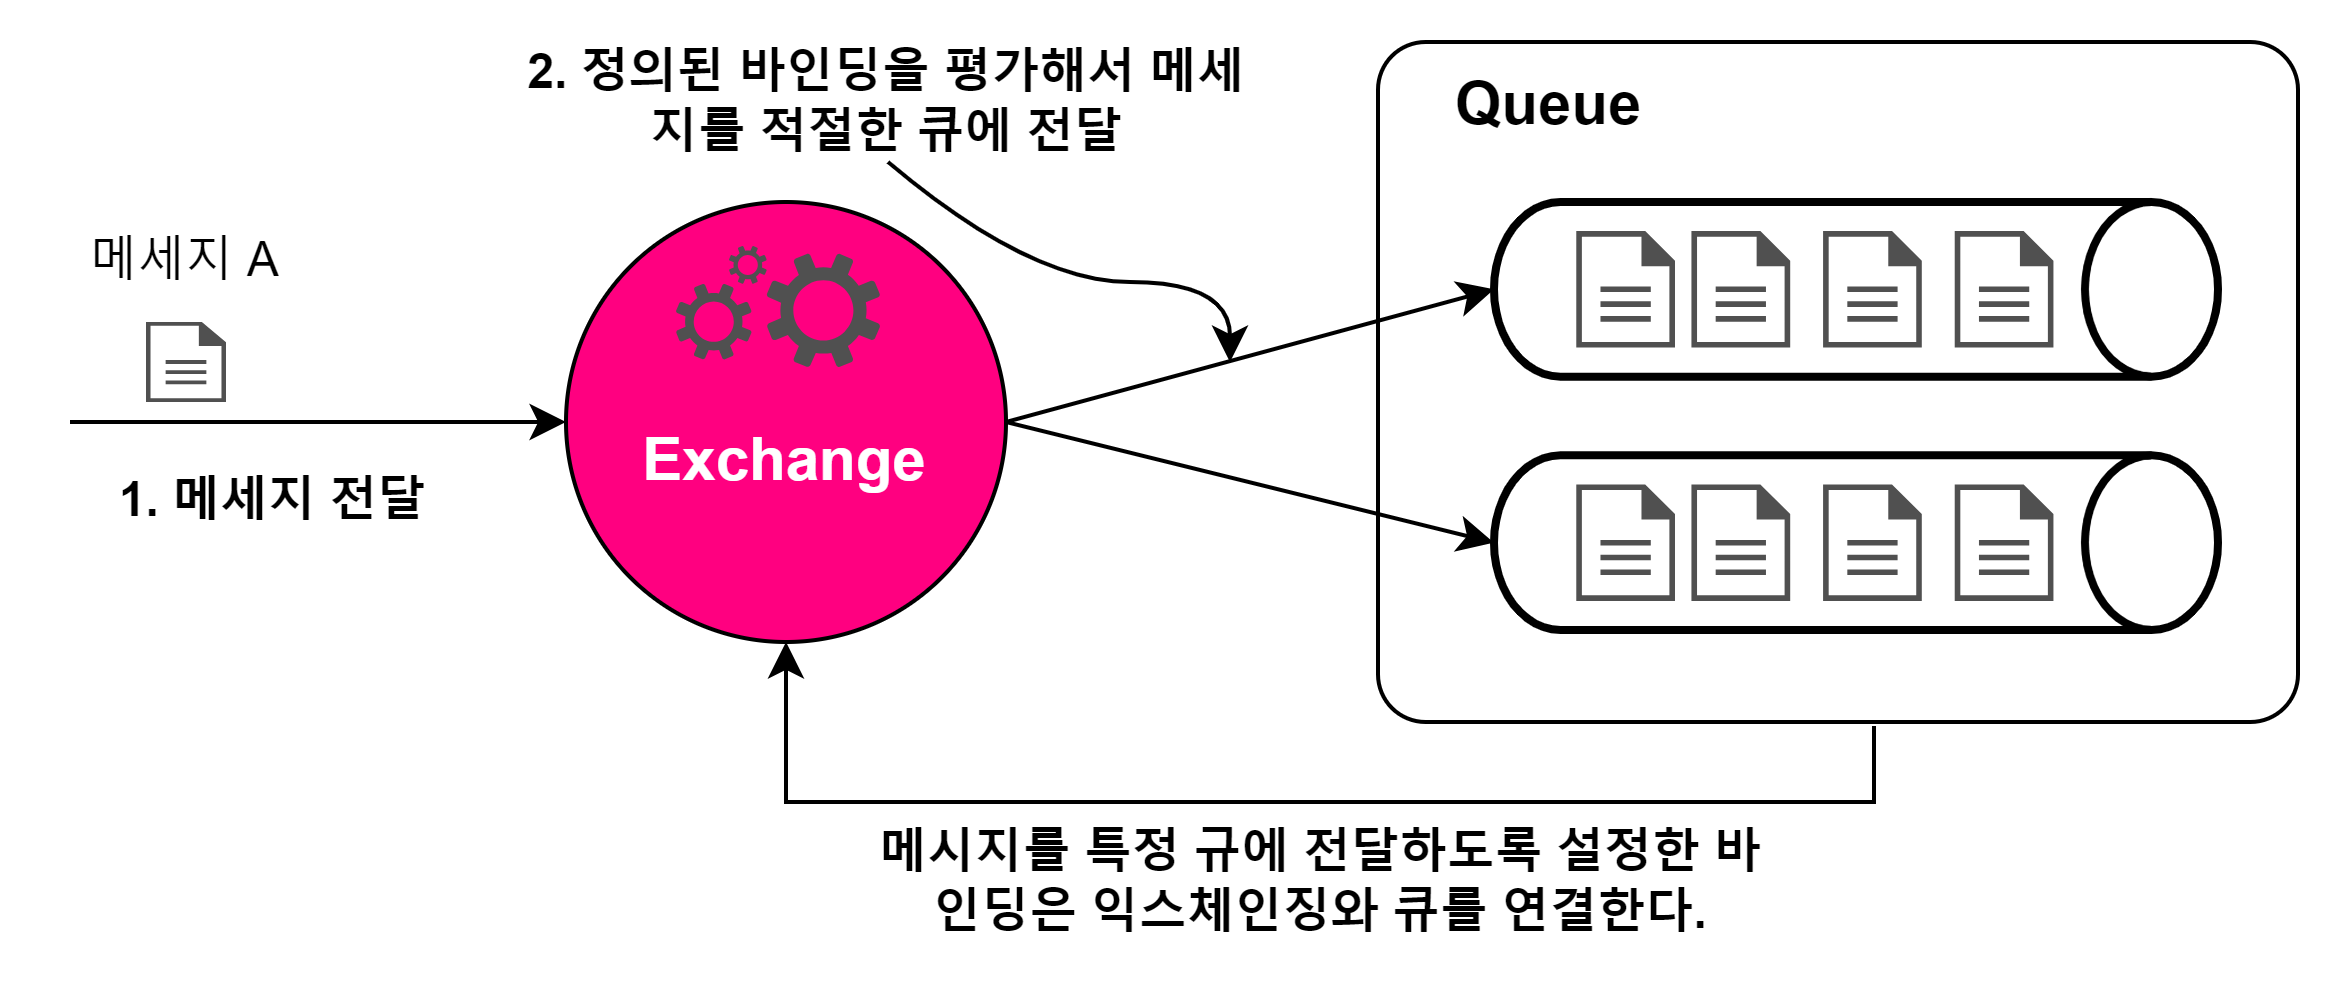 2. 정의된 바인딩을 평가해서 메세
지를 적절한 큐에 전달
Queue
메세지 A
Exchange
1. 메세지 전달
메시지를 특정 규에 전달하도록 설정한 바
인딩은 익스체인징와 큐를 연결한다.